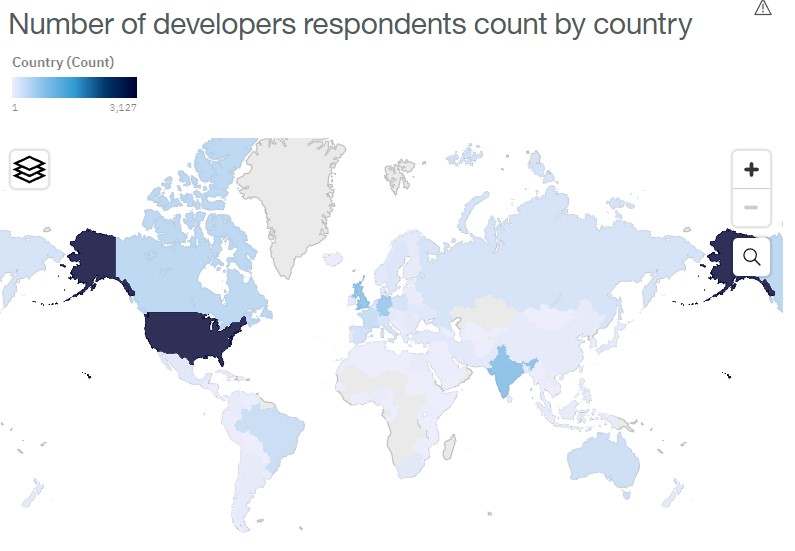 Number of developers respondents count by country
Country (Count)
1 3,127